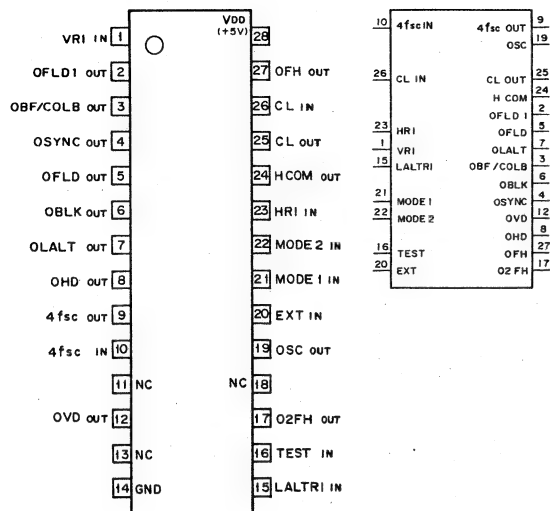 VDD
(+5V)
VRI IN 1
28
OFLD1 OUT 2
27 OFH OUT
OBF/COLB OUT 3
26 CL IN
OSYNC OUT 4
25 CL OUT
OFLD OUT 5
24 HCOM OUT
OBLK OUT 6
23 HRI IN
OLALT OUT 7
22 MODE 2 IN
OHD OUT 8
21 MODE 1 IN
4fsc OUT 9
20 EXT IN
4fsc IN 10
19 OSC OUT
11 NC
NC 18
OVD OUT 12
17 O2FH OUT
13 NC
16 TEST IN
14 GND
15 LALTRI IN
10 4fsc IN
4fsc OUT 9
OSC 19
26 CL IN
CL OUT 25
H COM 24
OFLD 1 2
23 HRI
OFLD 5
1 VRI
OLALT 7
15 LALTRI
OBF/COLB 3
OBLK 6
21 MODE 1
OSYNC 4
22 MODE 2
OVD 12
OHD 8
16 TEST
OFH 27
20 EXT
O2 FH 17